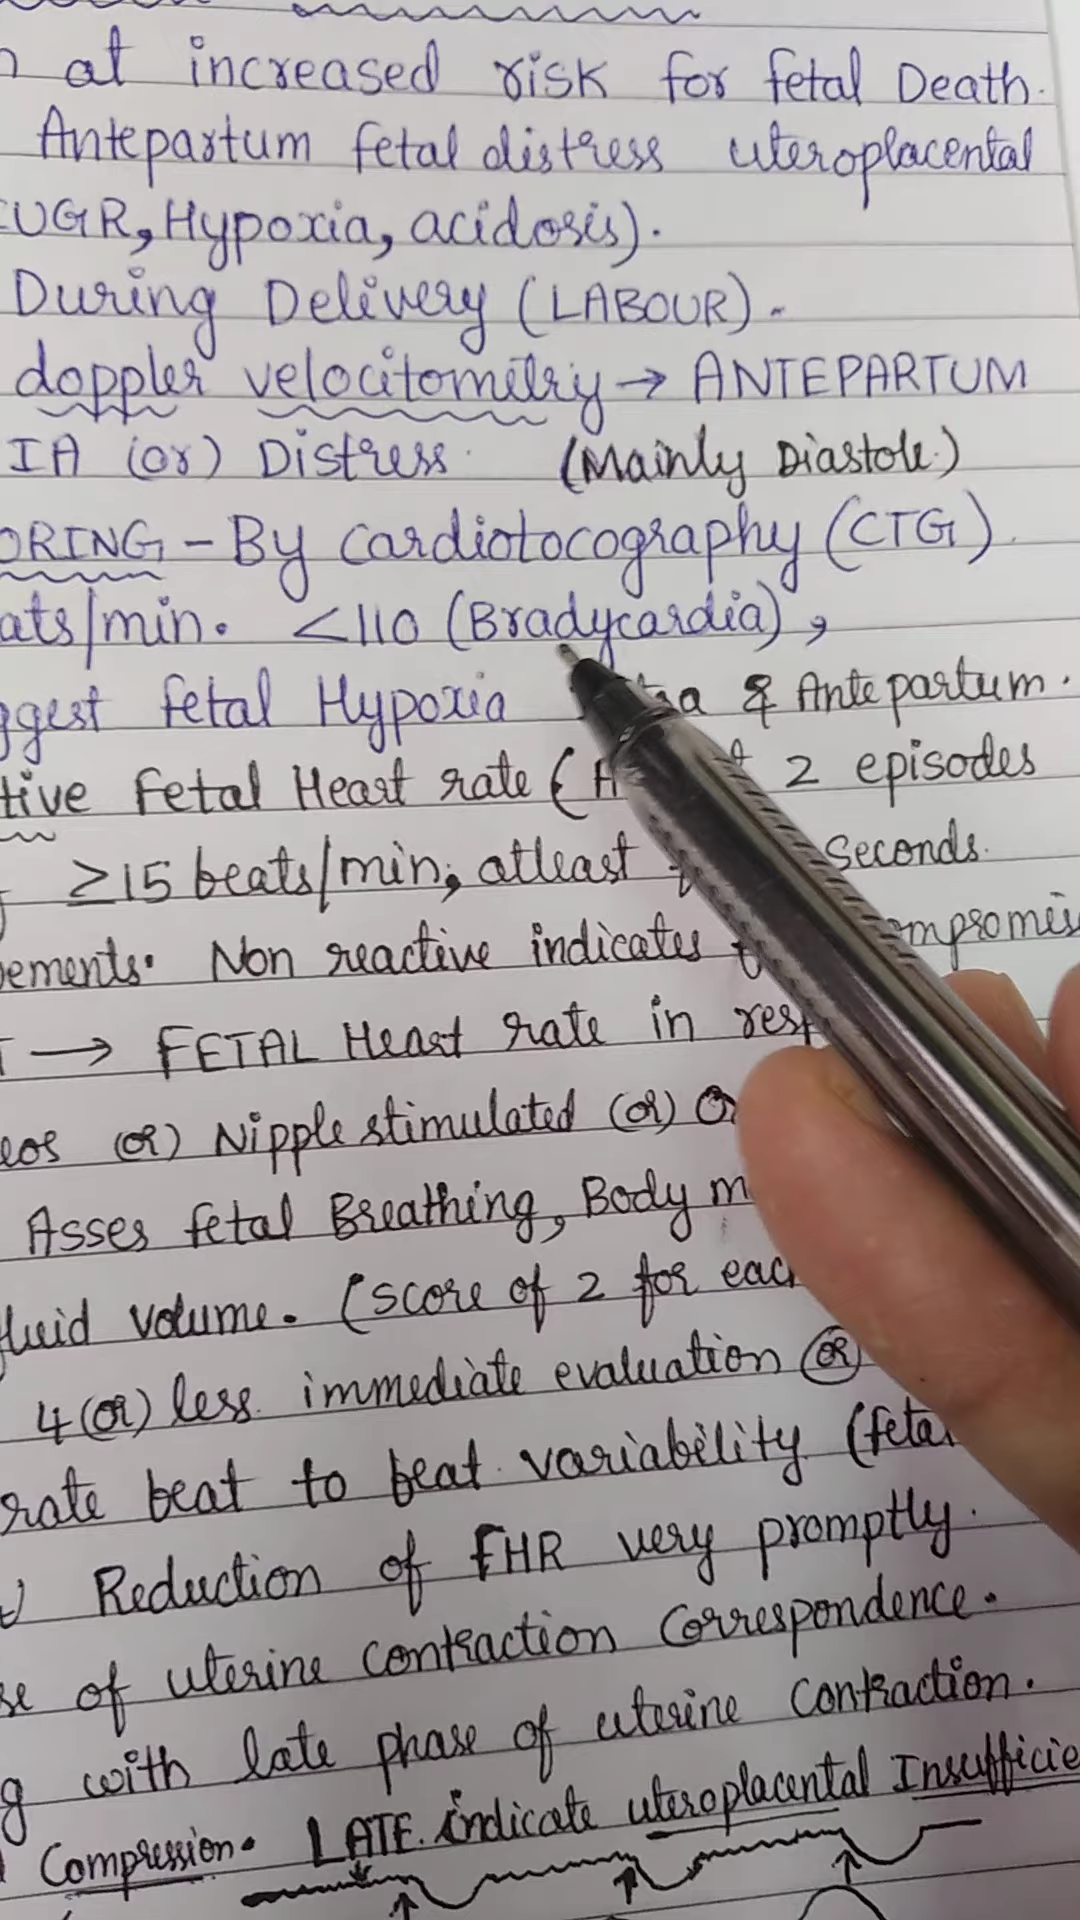 at increased risk for fetal Death.
Antepartum fetal distress uteroplacental
UGR, Hypoxia, acidosis).
During Delivery (LABOUR).
doppler velocitometry → ANTEPARTUM
IA (or) Distress. (Mainly Diastole.)
ORING - By Cardiotocography (CTG).
ats/min. <110 (Bradycardia),
ggest fetal Hypoxia & Antepartum.
tive Fetal Heart rate ( 2 episodes
≥15 beats/min, atleast seconds.
ements. Non reactive indicates mpromis
→ FETAL Heart rate in resp
eos (or) Nipple stimulated (or) O
Asses fetal Breathing, Body m
fluid volume. (score of 2 for each
4 (or) less immediate evaluation (or)
rate beat to beat variability (feta
Reduction of FHR very promptly.
se of uterine contraction Correspondence.
g with late phase of uterine Contraction.
Compression. LATE. indicate uteroplacental Insufficie